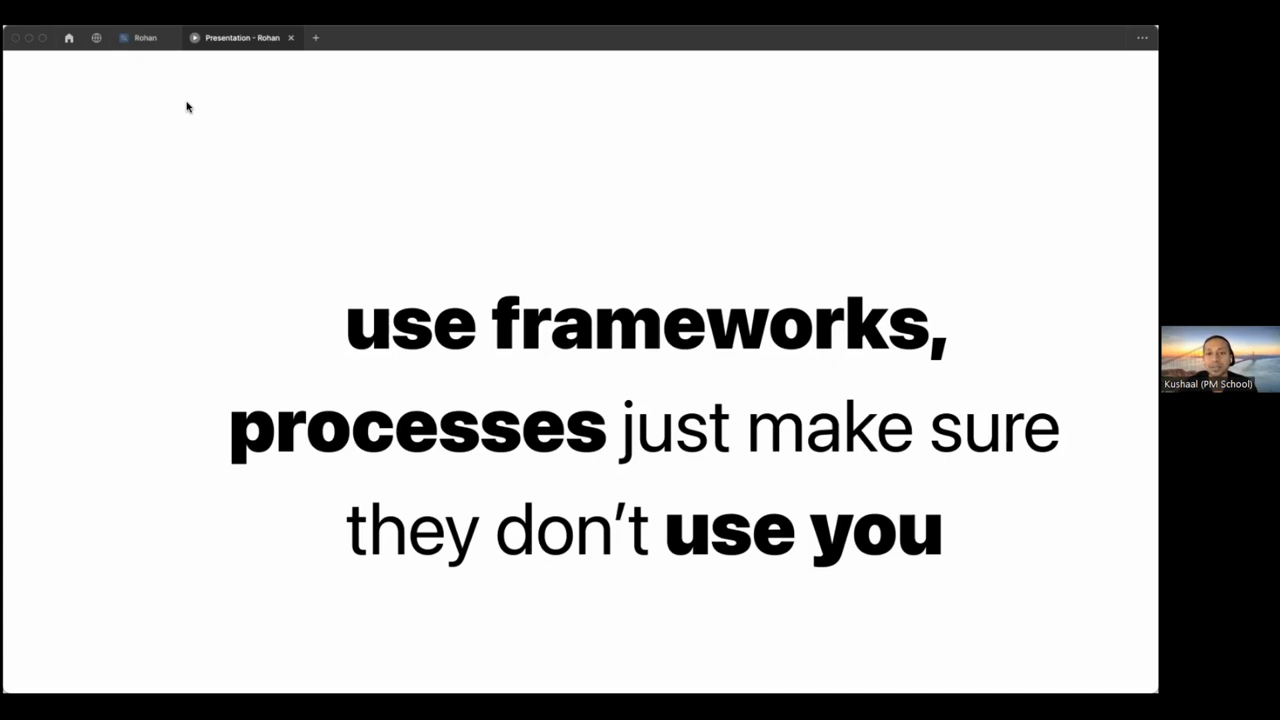 Rohan
Presentation - Rohan
use frameworks,
processes just make sure
they don’t use you
Kushaal (PM School)